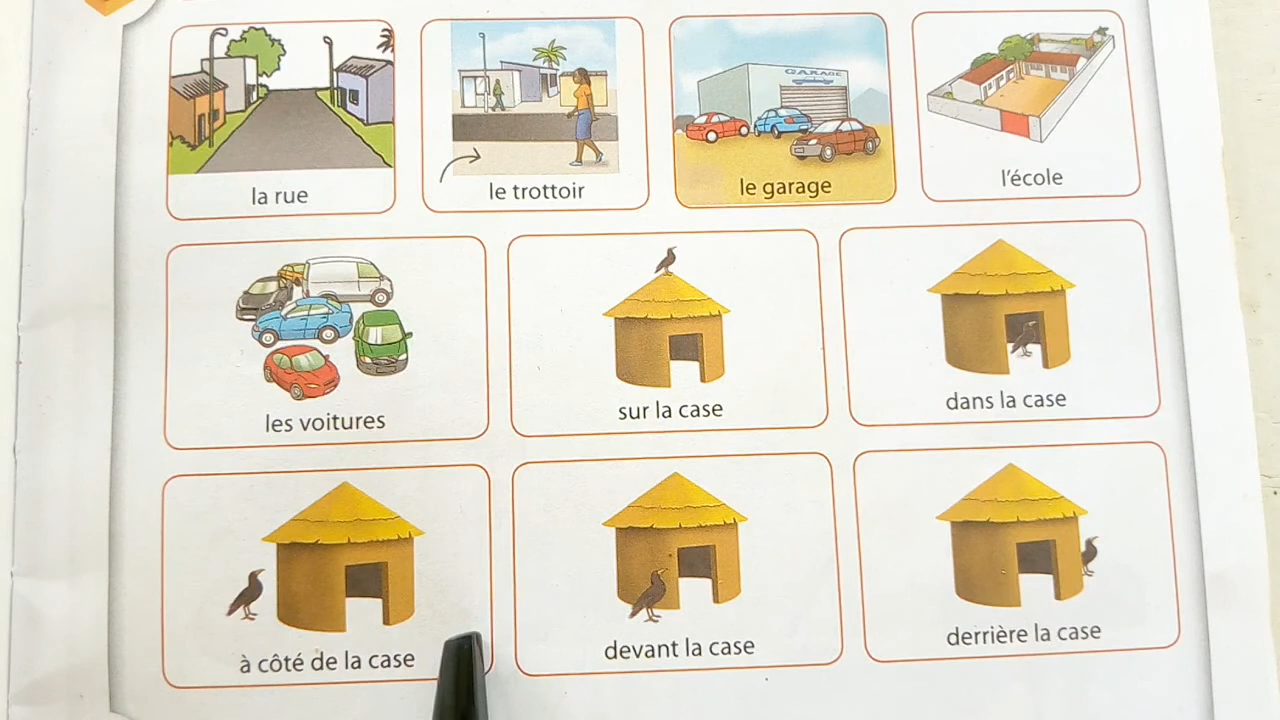 la rue
le trottoir
GARAGE
le garage
l'école
les voitures
sur la case
dans la case
à côté de la case
devant la case
derrière la case